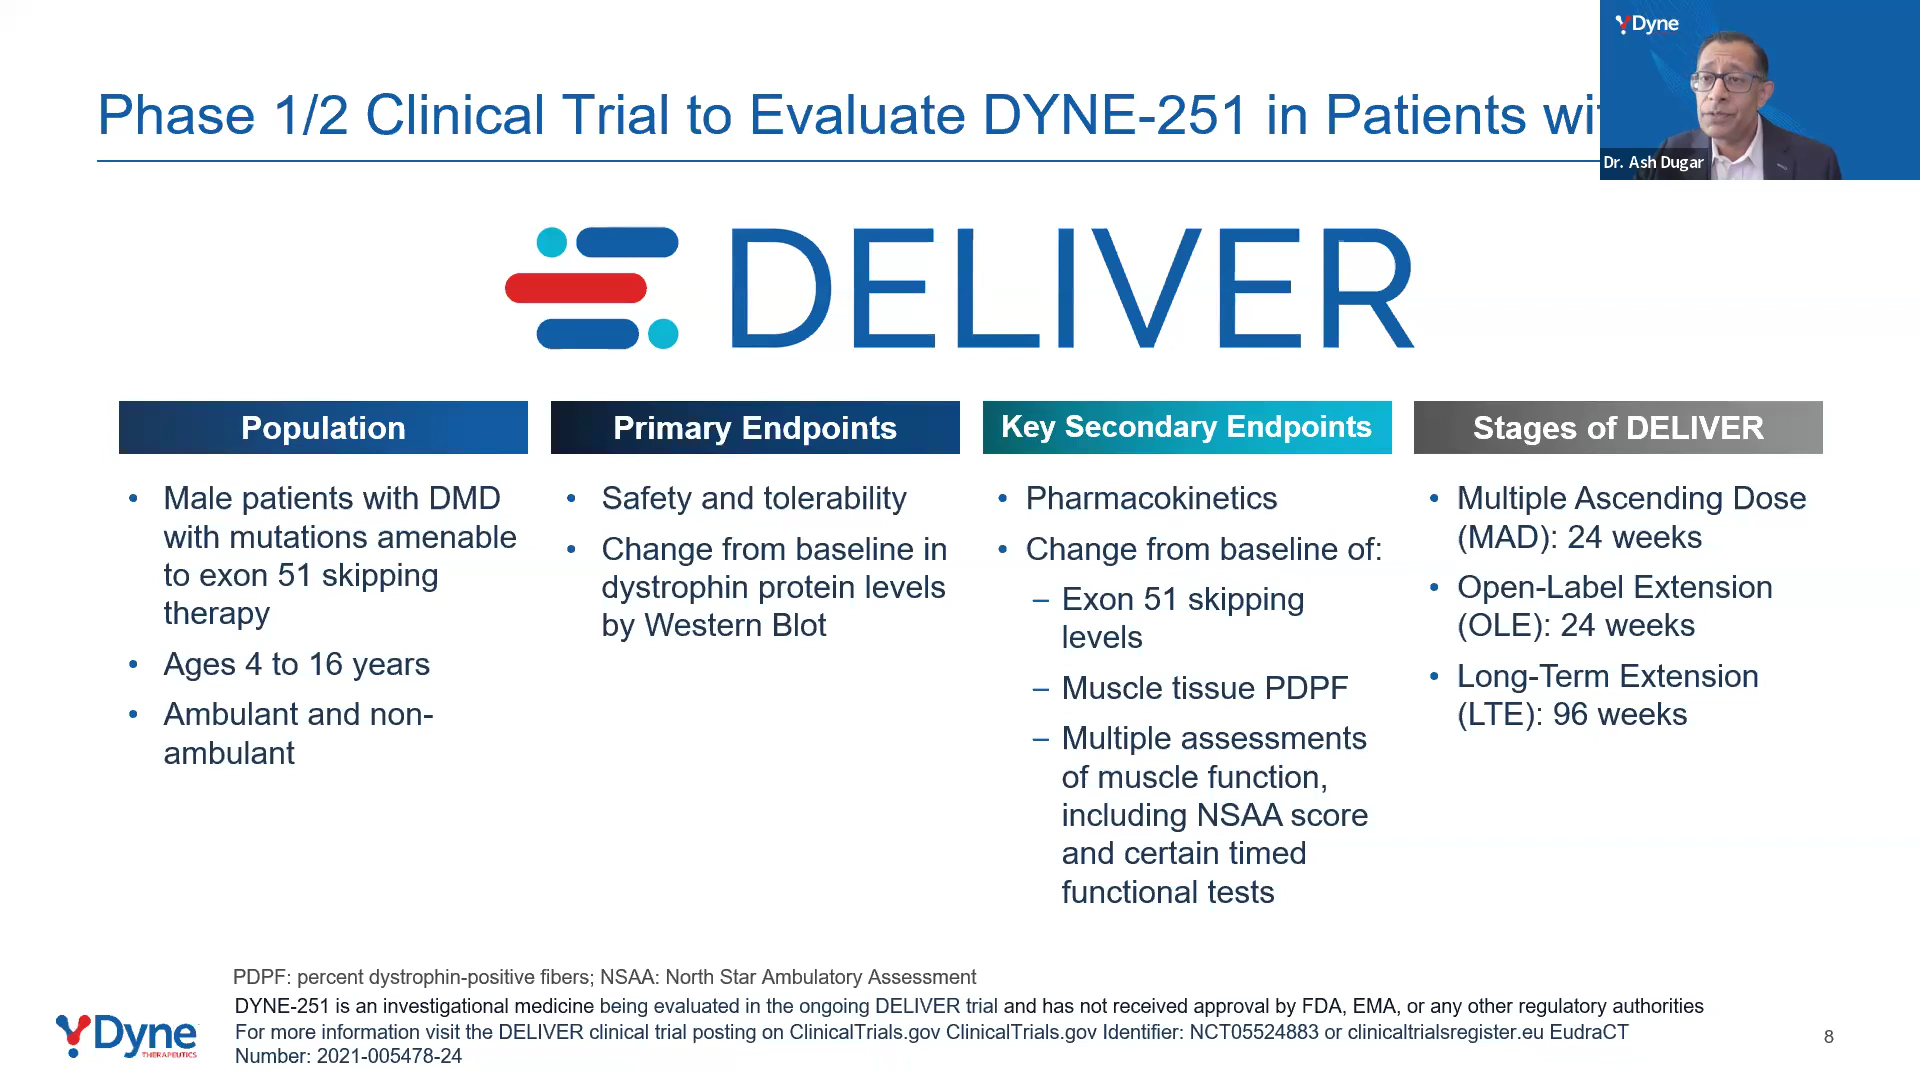 Dyne
Phase 1/2 Clinical Trial to Evaluate DYNE-251 in Patients
Dr. Ash Dugar
DELIVER
Population
• Male patients with DMD
with mutations amenable
to exon 51 skipping
therapy
• Ages 4 to 16 years
• Ambulant and non-
ambulant
Primary Endpoints
• Safety and tolerability
• Change from baseline in
dystrophin protein levels
by Western Blot
Key Secondary Endpoints
• Pharmacokinetics
• Change from baseline of:
– Exon 51 skipping
levels
– Muscle tissue PDPF
– Multiple assessments
of muscle function,
including NSAA score
and certain timed
functional tests
Stages of DELIVER
• Multiple Ascending Dose
(MAD): 24 weeks
• Open-Label Extension
(OLE): 24 weeks
• Long-Term Extension
(LTE): 96 weeks
PDPF: percent dystrophin-positive fibers; NSAA: North Star Ambulatory Assessment
DYNE-251 is an investigational medicine being evaluated in the ongoing DELIVER trial and has not received approval by FDA, EMA, or any other regulatory authorities
For more information visit the DELIVER clinical trial posting on ClinicalTrials.gov ClinicalTrials.gov Identifier: NCT05524883 or clinicaltrialsregister.eu EudraCT
Number: 2021-005478-24
Dyne
THERAPEUTICS
8